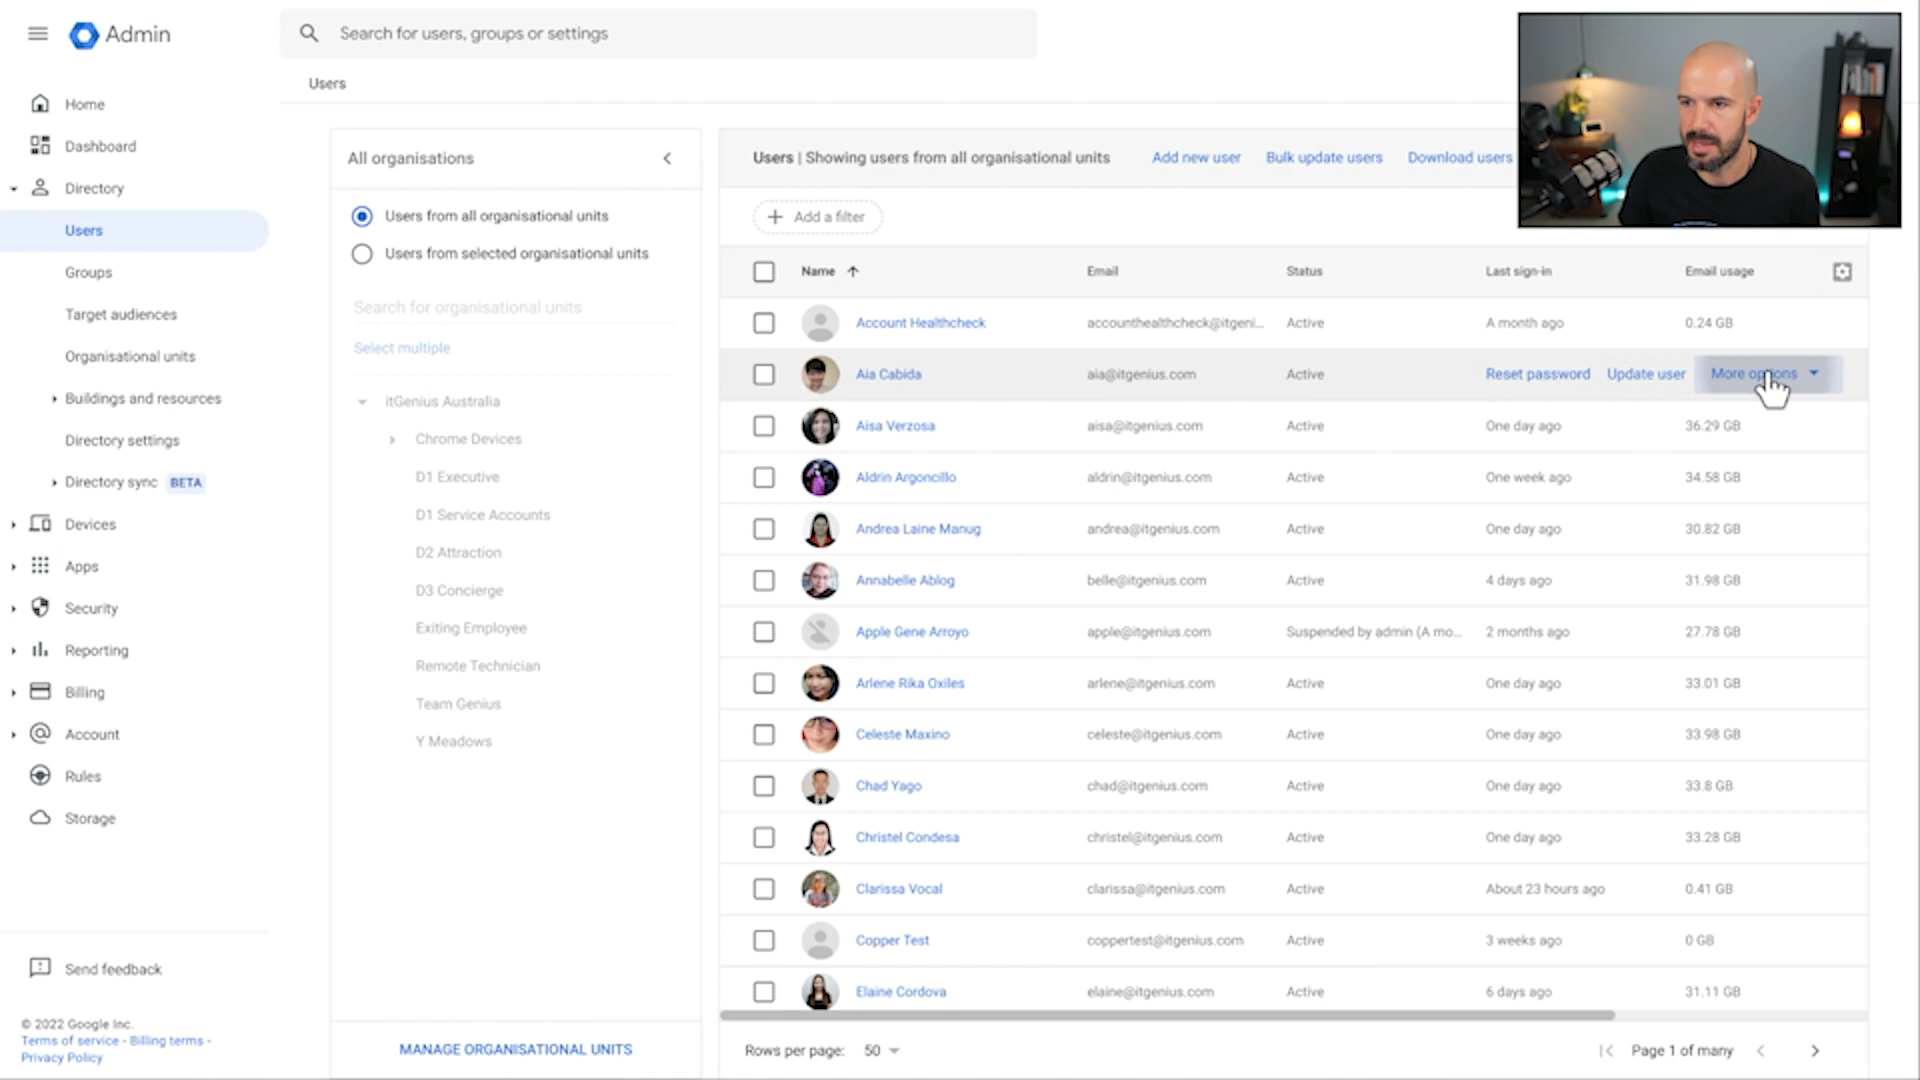 Admin
Search for users, groups or settings
Users
Home
Dashboard
Directory
Users
Groups
Target audiences
Organisational units
Buildings and resources
Directory settings
Directory sync BETA
Devices
Apps
Security
Reporting
Billing
Account
Rules
Storage
Send feedback
© 2022 Google Inc.
Terms of service - Billing terms -
Privacy Policy
All organisations
Users from all organisational units
Users from selected organisational units
Search for organisational units
Select multiple
itGenius Australia
Chrome Devices
D1 Executive
D1 Service Accounts
D2 Attraction
D3 Concierge
Exiting Employee
Remote Technician
Team Genius
Y Meadows
MANAGE ORGANISATIONAL UNITS
Users | Showing users from all organisational units Add new user Bulk update users Download users
Add a filter
Name Email Status Last sign-in Email usage
Account Healthcheck accounthealthcheck@itgeni... Active A month ago 0.24 GB
Aia Cabida aia@itgenius.com Active Reset password Update user More options
Aisa Verzosa aisa@itgenius.com Active One day ago 36.29 GB
Aldrin Argoncillo aldrin@itgenius.com Active One week ago 34.58 GB
Andrea Laine Manug andrea@itgenius.com Active One day ago 30.82 GB
Annabelle Ablog belle@itgenius.com Active 4 days ago 31.98 GB
Apple Gene Arroyo apple@itgenius.com Suspended by admin (A mo... 2 months ago 27.78 GB
Arlene Rika Oxiles arlene@itgenius.com Active One day ago 33.01 GB
Celeste Maxino celeste@itgenius.com Active One day ago 33.98 GB
Chad Yago chad@itgenius.com Active One day ago 33.8 GB
Christel Condesa christel@itgenius.com Active One day ago 33.28 GB
Clarissa Vocal clarissa@itgenius.com Active About 23 hours ago 0.41 GB
Copper Test coppertest@itgenius.com Active 3 weeks ago 0 GB
Elaine Cordova elaine@itgenius.com Active 6 days ago 31.11 GB
Rows per page: 50 Page 1 of many